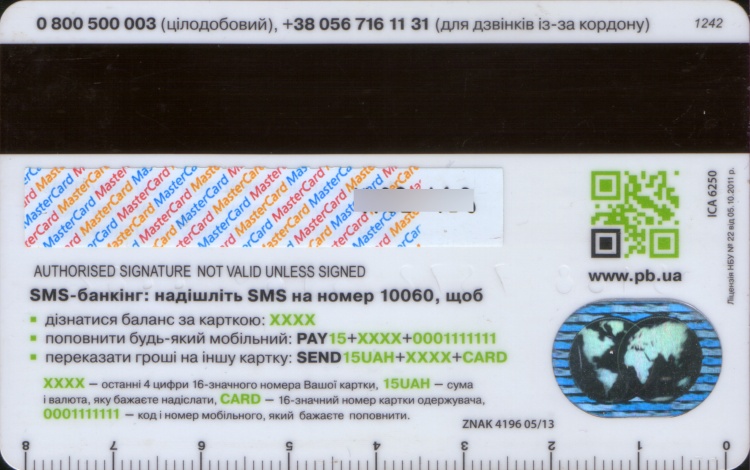 0 800 500 003 (цілодобовий), +38 056 716 11 31 (для дзвінків із-за кордону)
1242
MasterCard MasterCard MasterCard MasterCard
ICA 6250
Ліцензія НБУ № 22 від 05.10.2011 р.
AUTHORISED SIGNATURE NOT VALID UNLESS SIGNED
www.pb.ua
SMS-банкінг: надішліть SMS на номер 10060, щоб
дізнатися баланс за карткою: XXXX
поповнити будь-який мобільний: PAY15+XXXX+0001111111
переказати гроші на іншу картку: SEND15UAH+XXXX+CARD
XXXX – останні 4 цифри 16-значного номера Вашої картки, 15UAH – сума
і валюта, яку бажаєте надіслати, CARD – 16-значний номер картки одержувача,
0001111111 – код і номер мобільного, який бажаєте поповнити.
ZNAK 4196 05/13
8 7 6 5 4 3 2 1 0